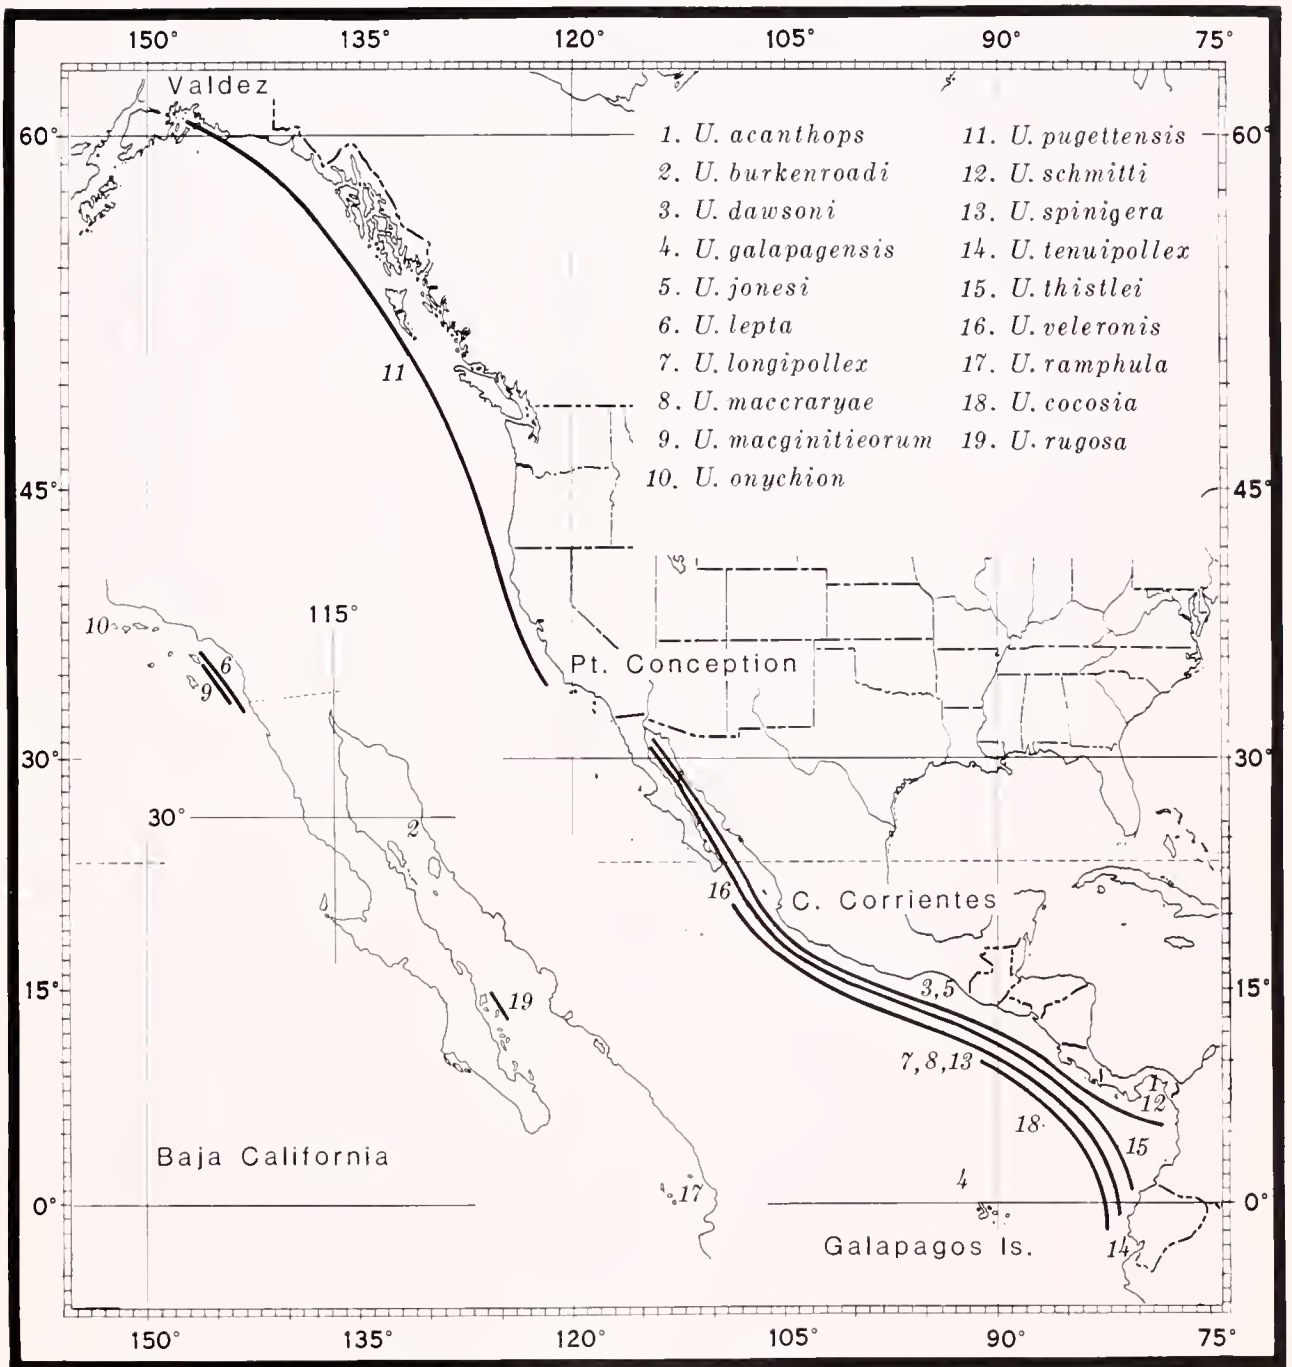 150° 135° 120° 105° 90° 75°
Valdez
60° 60°
1. U. acanthops
2. U. burkenroadi
3. U. dawsoni
4. U. galapagensis
5. U. jonesi
6. U. lepta
7. U. longipollex
8. U. maccraryae
9. U. macginitieorum
10. U. onychion
11. U. pugettensis
12. U. schmitti
13. U. spinigera
14. U. tenuipollex
15. U. thistlei
16. U. veleronis
17. U. ramphula
18. U. cocosia
19. U. rugosa
11
45° 45°
115°
10
6
9
Pt. Conception
30° 30°
30°
2
16
C. Corrientes
15° 15°
19
3,5
7,8,13
1
12
18
15
Baja California
4
17
0° 0°
Galapagos Is.
14
150° 135° 120° 105° 90° 75°